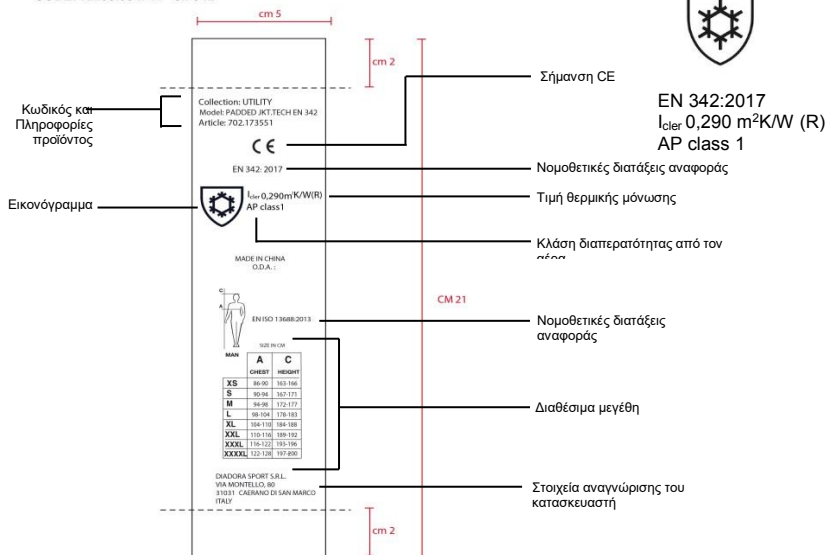 cm 5
cm 2
Σήμανση CE
EN 342:2017
Icler 0,290 m²K/W (R)
AP class 1
Κωδικός και
Πληροφορίες
προϊόντος
Collection: UTILITY
Model: PADDED JKT.TECH EN 342
Article: 702.173551
CE
EN 342: 2017
Νομοθετικές διατάξεις αναφοράς
Εικονόγραμμα
Icler 0,290m²K/W(R)
AP class1
Τιμή θερμικής μόνωσης
Κλάση διαπερατότητας από τον
αέρα
MADE IN CHINA
O.D.A. :
CM 21
C
A
EN ISO 13688:2013
Νομοθετικές διατάξεις
αναφοράς
MAN
SIZE IN CM
A C
CHEST HEIGHT
XS 86-90 163-166
S 90-94 167-171
M 94-98 172-177
L 98-104 178-183
XL 104-110 184-188
XXL 110-116 189-192
XXXL 116-122 193-196
XXXXL 122-128 197-200
Διαθέσιμα μεγέθη
DIADORA SPORT S.R.L.
VIA MONTELLO, 80
31031 CAERANO DI SAN MARCO
ITALY
Στοιχεία αναγνώρισης του
κατασκευαστή
cm 2